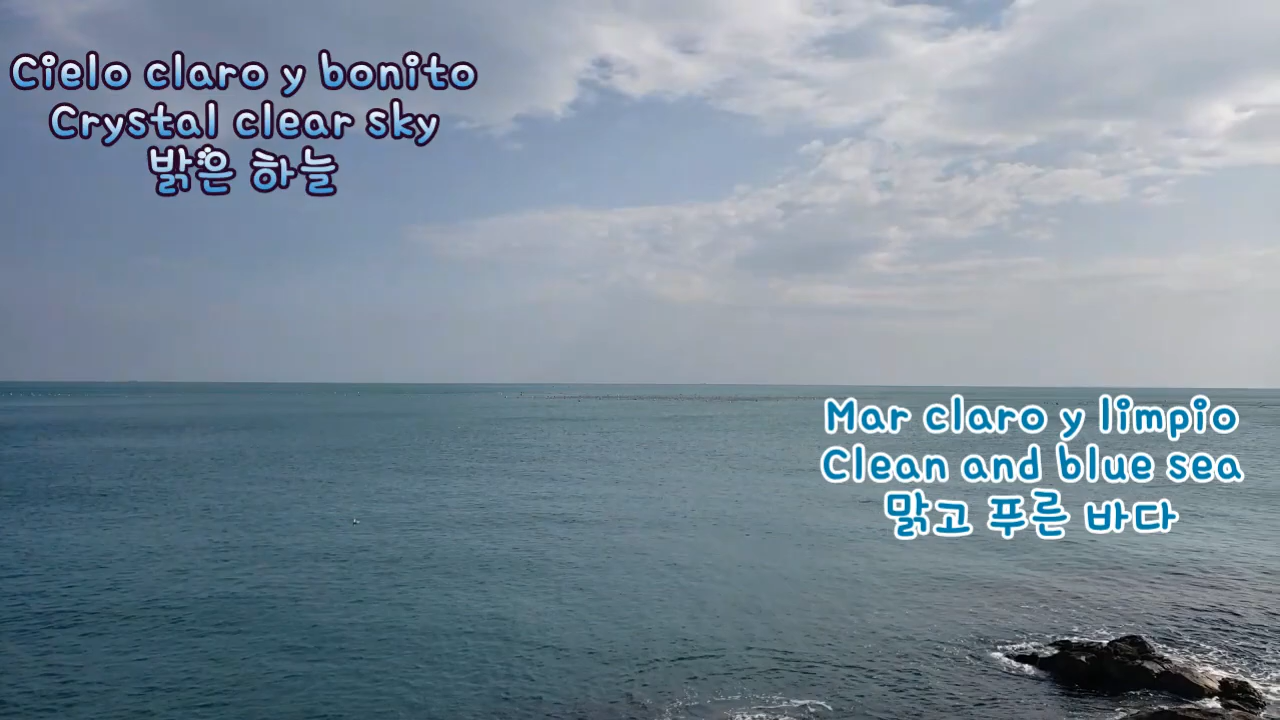 Cielo claro y bonito
Crystal clear sky
밝은 하늘
Mar claro y limpio
Clean and blue sea
맑고 푸른 바다